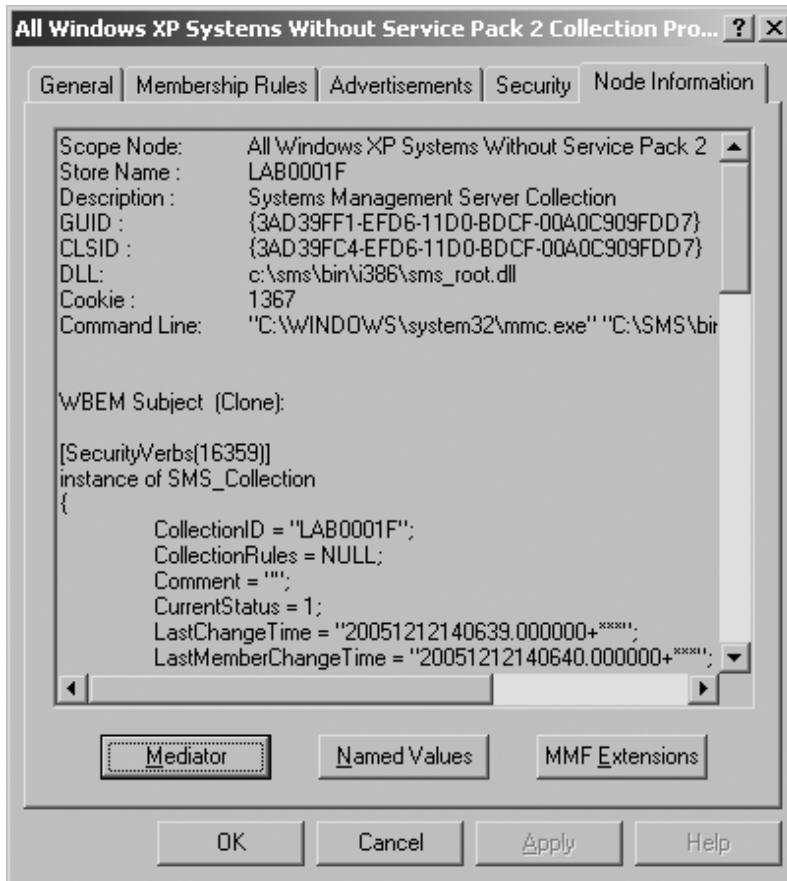 All Windows XP Systems Without Service Pack 2 Collection Pro... ? X
General Membership Rules Advertisements Security Node Information
Scope Node: All Windows XP Systems Without Service Pack 2
Store Name : LAB0001F
Description : Systems Management Server Collection
GUID : {3AD39FF1-EFD6-11D0-BDCF-00A0C909FDD7}
CLSID : {3AD39FC4-EFD6-11D0-BDCF-00A0C909FDD7}
DLL: c:\sms\bin\i386\sms_root.dll
Cookie : 1367
Command Line: "C:\WINDOWS\system32\mmc.exe" "C:\SMS\bin
WBEM Subject (Clone):
[SecurityVerbs(16359)]
instance of SMS_Collection
{
CollectionID = "LAB0001F";
CollectionRules = NULL;
Comment = "";
CurrentStatus = 1;
LastChangeTime = "20051212140639.000000+***";
LastMemberChangeTime = "20051212140640.000000+***";
Mediator Named Values MMF Extensions
OK Cancel Apply Help